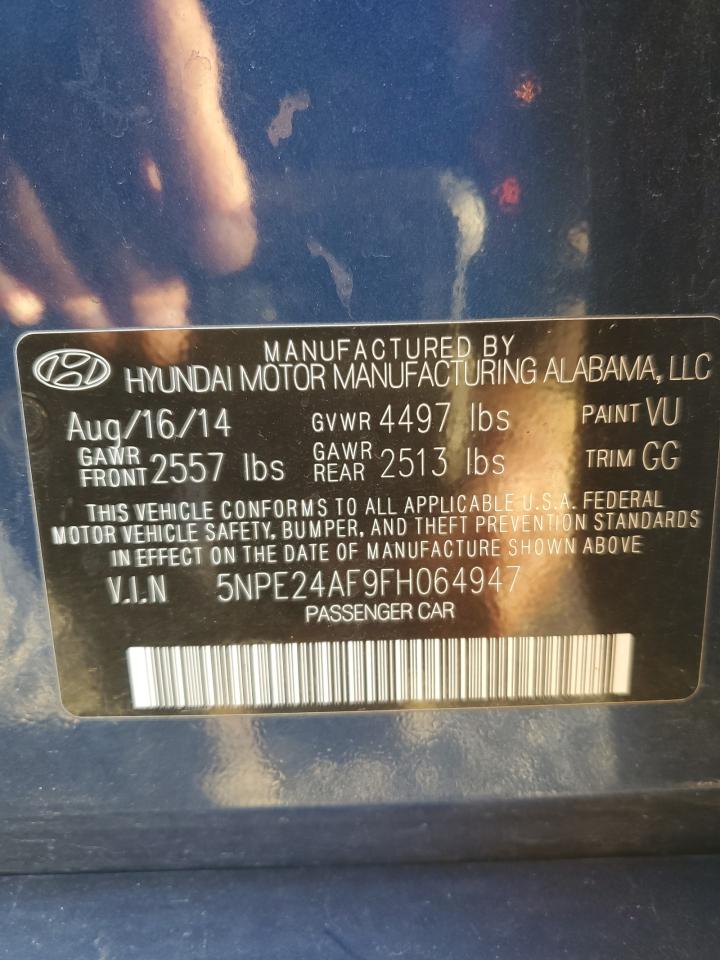 MANUFACTURED BY
HYUNDAI MOTOR MANUFACTURING ALABAMA, LLC
Aug/16/14 GVWR 4497 lbs PAINT VU
GAWR FRONT 2557 lbs GAWR REAR 2513 lbs TRIM GG
THIS VEHICLE CONFORMS TO ALL APPLICABLE U.S.A. FEDERAL
MOTOR VEHICLE SAFETY, BUMPER, AND THEFT PREVENTION STANDARDS
IN EFFECT ON THE DATE OF MANUFACTURE SHOWN ABOVE
V.I.N 5NPE24AF9FH064947
PASSENGER CAR